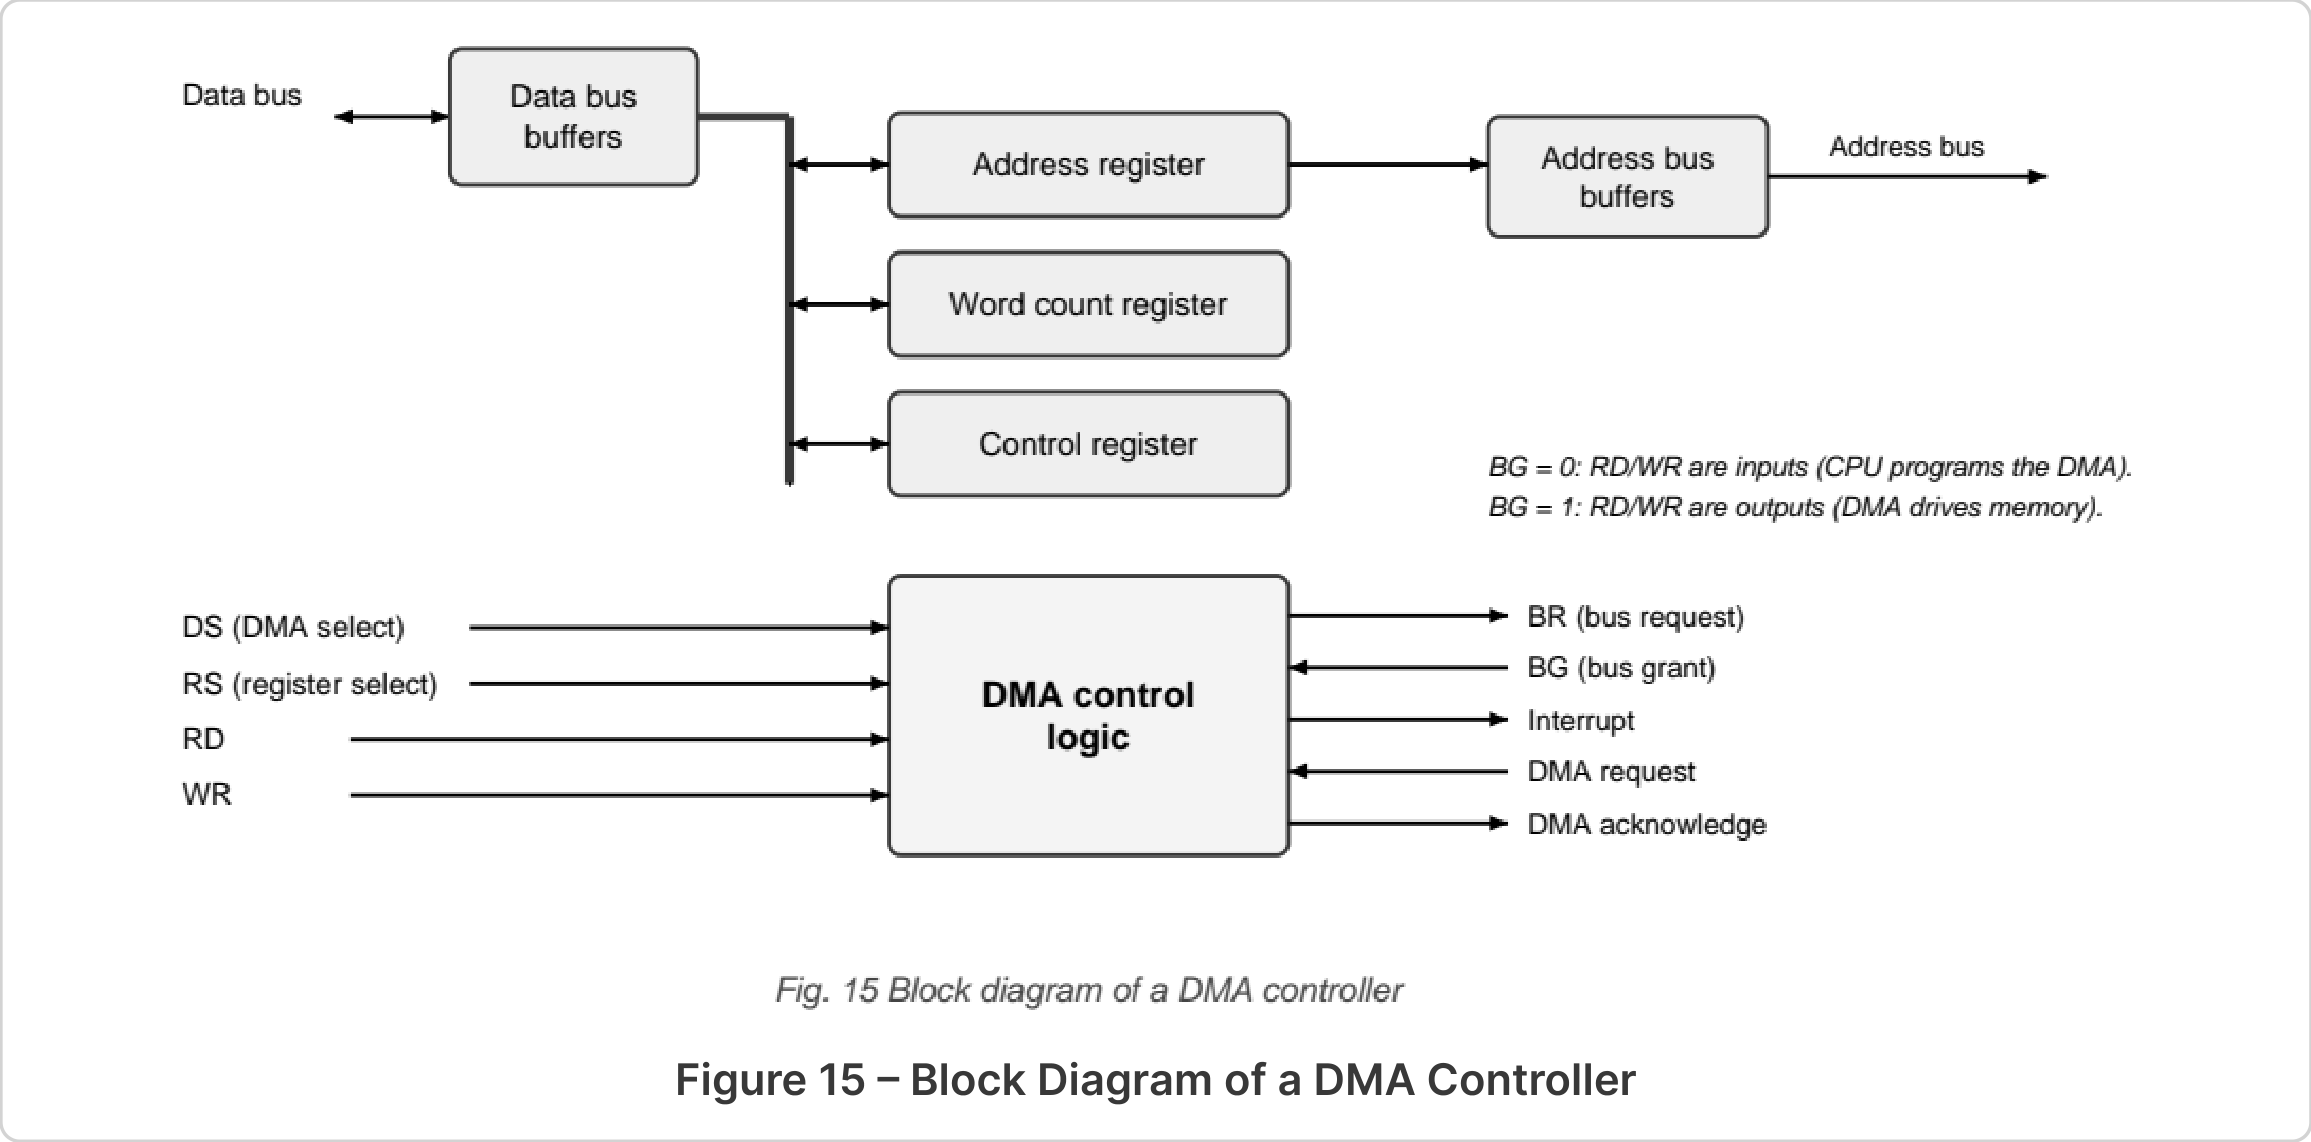 Data bus
Data bus
buffers
Address register
Address bus
buffers
Address bus
Word count register
Control register
BG = 0: RD/WR are inputs (CPU programs the DMA).
BG = 1: RD/WR are outputs (DMA drives memory).
DS (DMA select)
RS (register select)
RD
WR
DMA control
logic
BR (bus request)
BG (bus grant)
Interrupt
DMA request
DMA acknowledge
Fig. 15 Block diagram of a DMA controller
Figure 15 – Block Diagram of a DMA Controller